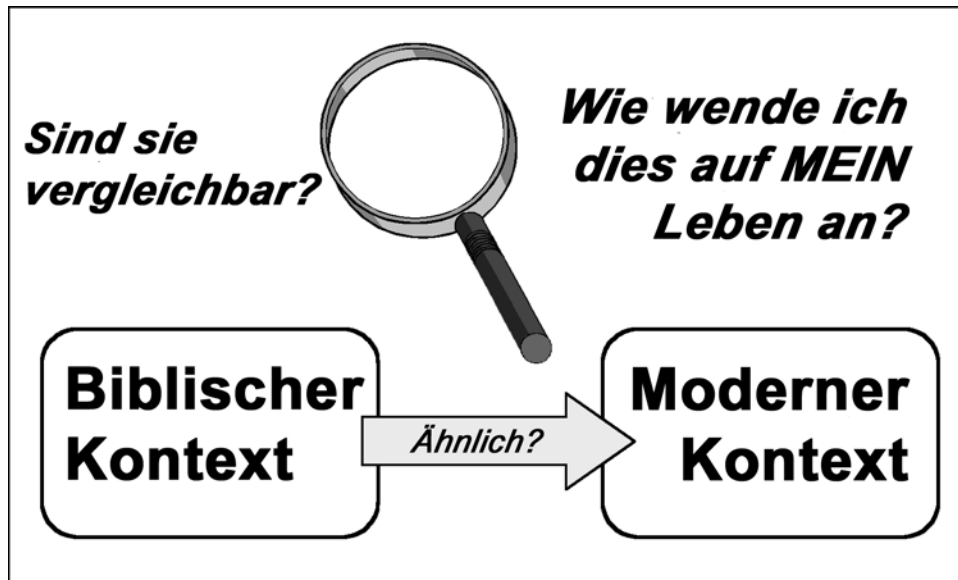 Sind sie
vergleichbar?
Wie wende ich
dies auf MEIN
Leben an?
Biblischer
Kontext
Ähnlich?
Moderner
Kontext